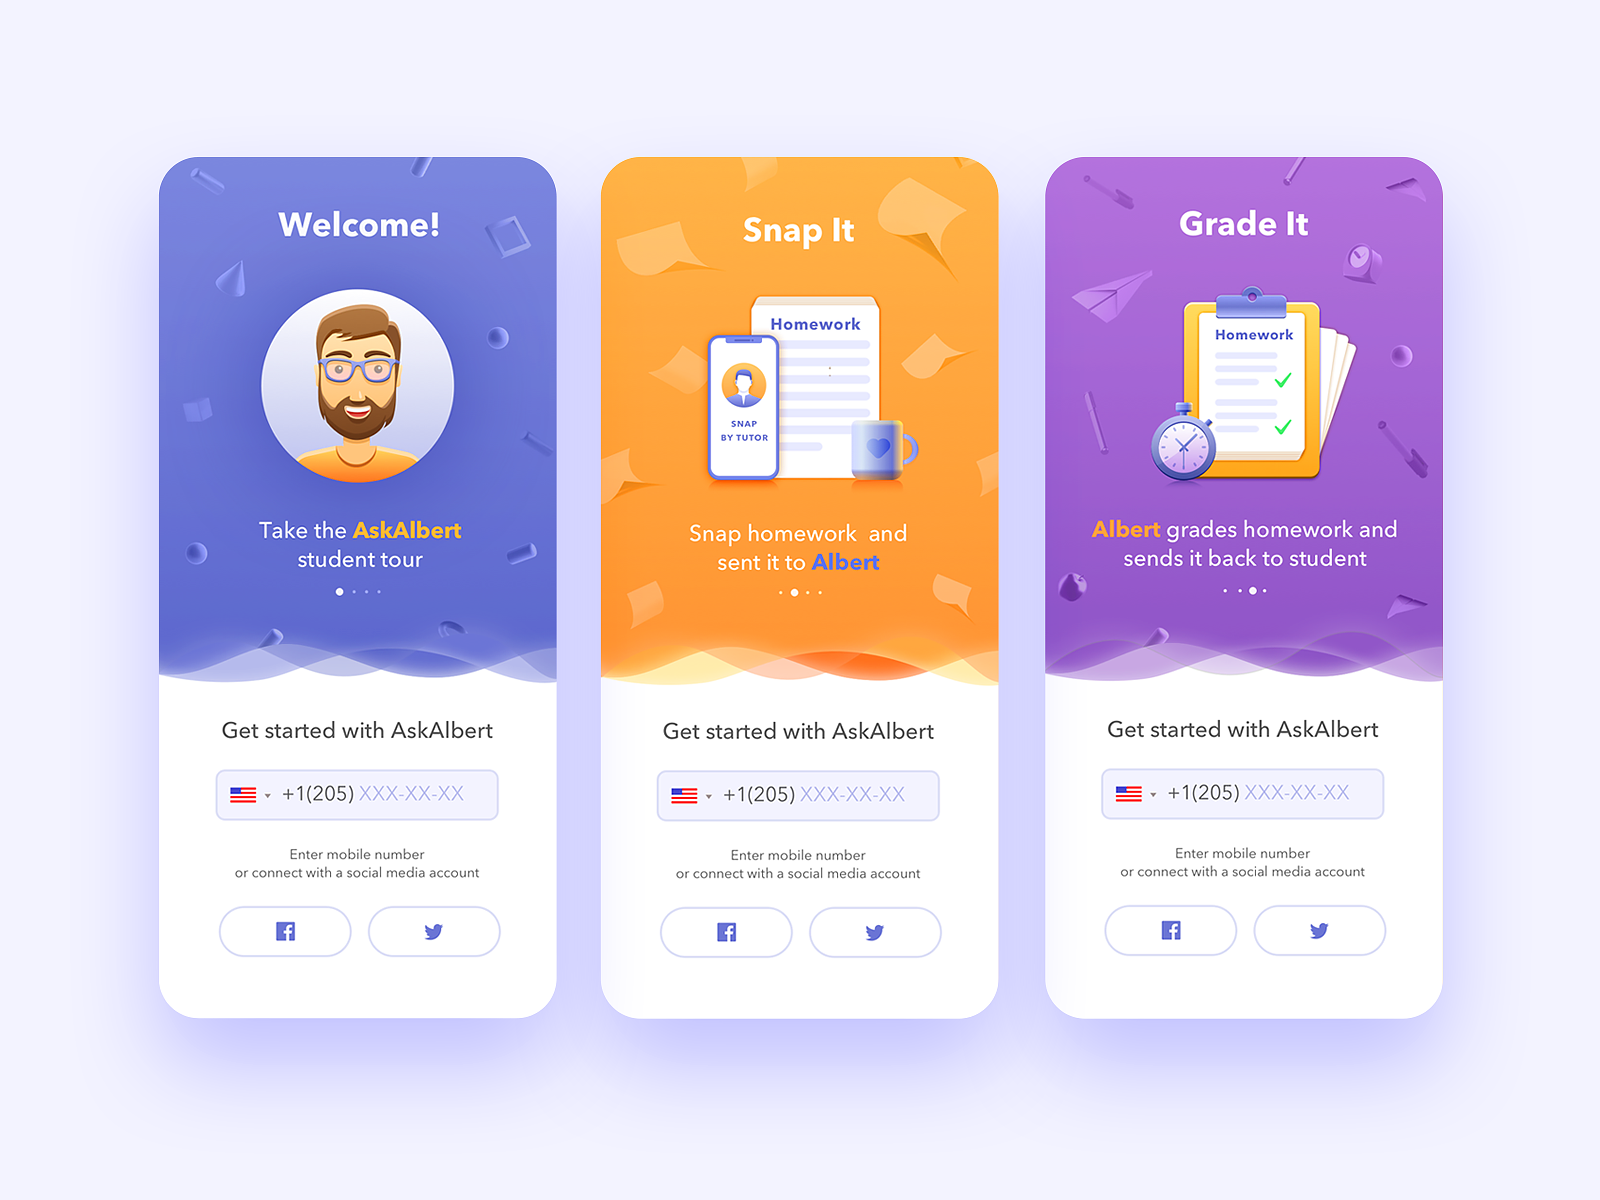 Welcome!
Take the AskAlbert
student tour
Get started with AskAlbert
+1(205) XXX-XX-XX
Enter mobile number
or connect with a social media account
Snap It
Homework
SNAP
BY TUTOR
Snap homework  and
sent it to Albert
Get started with AskAlbert
+1(205) XXX-XX-XX
Enter mobile number
or connect with a social media account
Grade It
Homework
Albert grades homework and
sends it back to student
Get started with AskAlbert
+1(205) XXX-XX-XX
Enter mobile number
or connect with a social media account